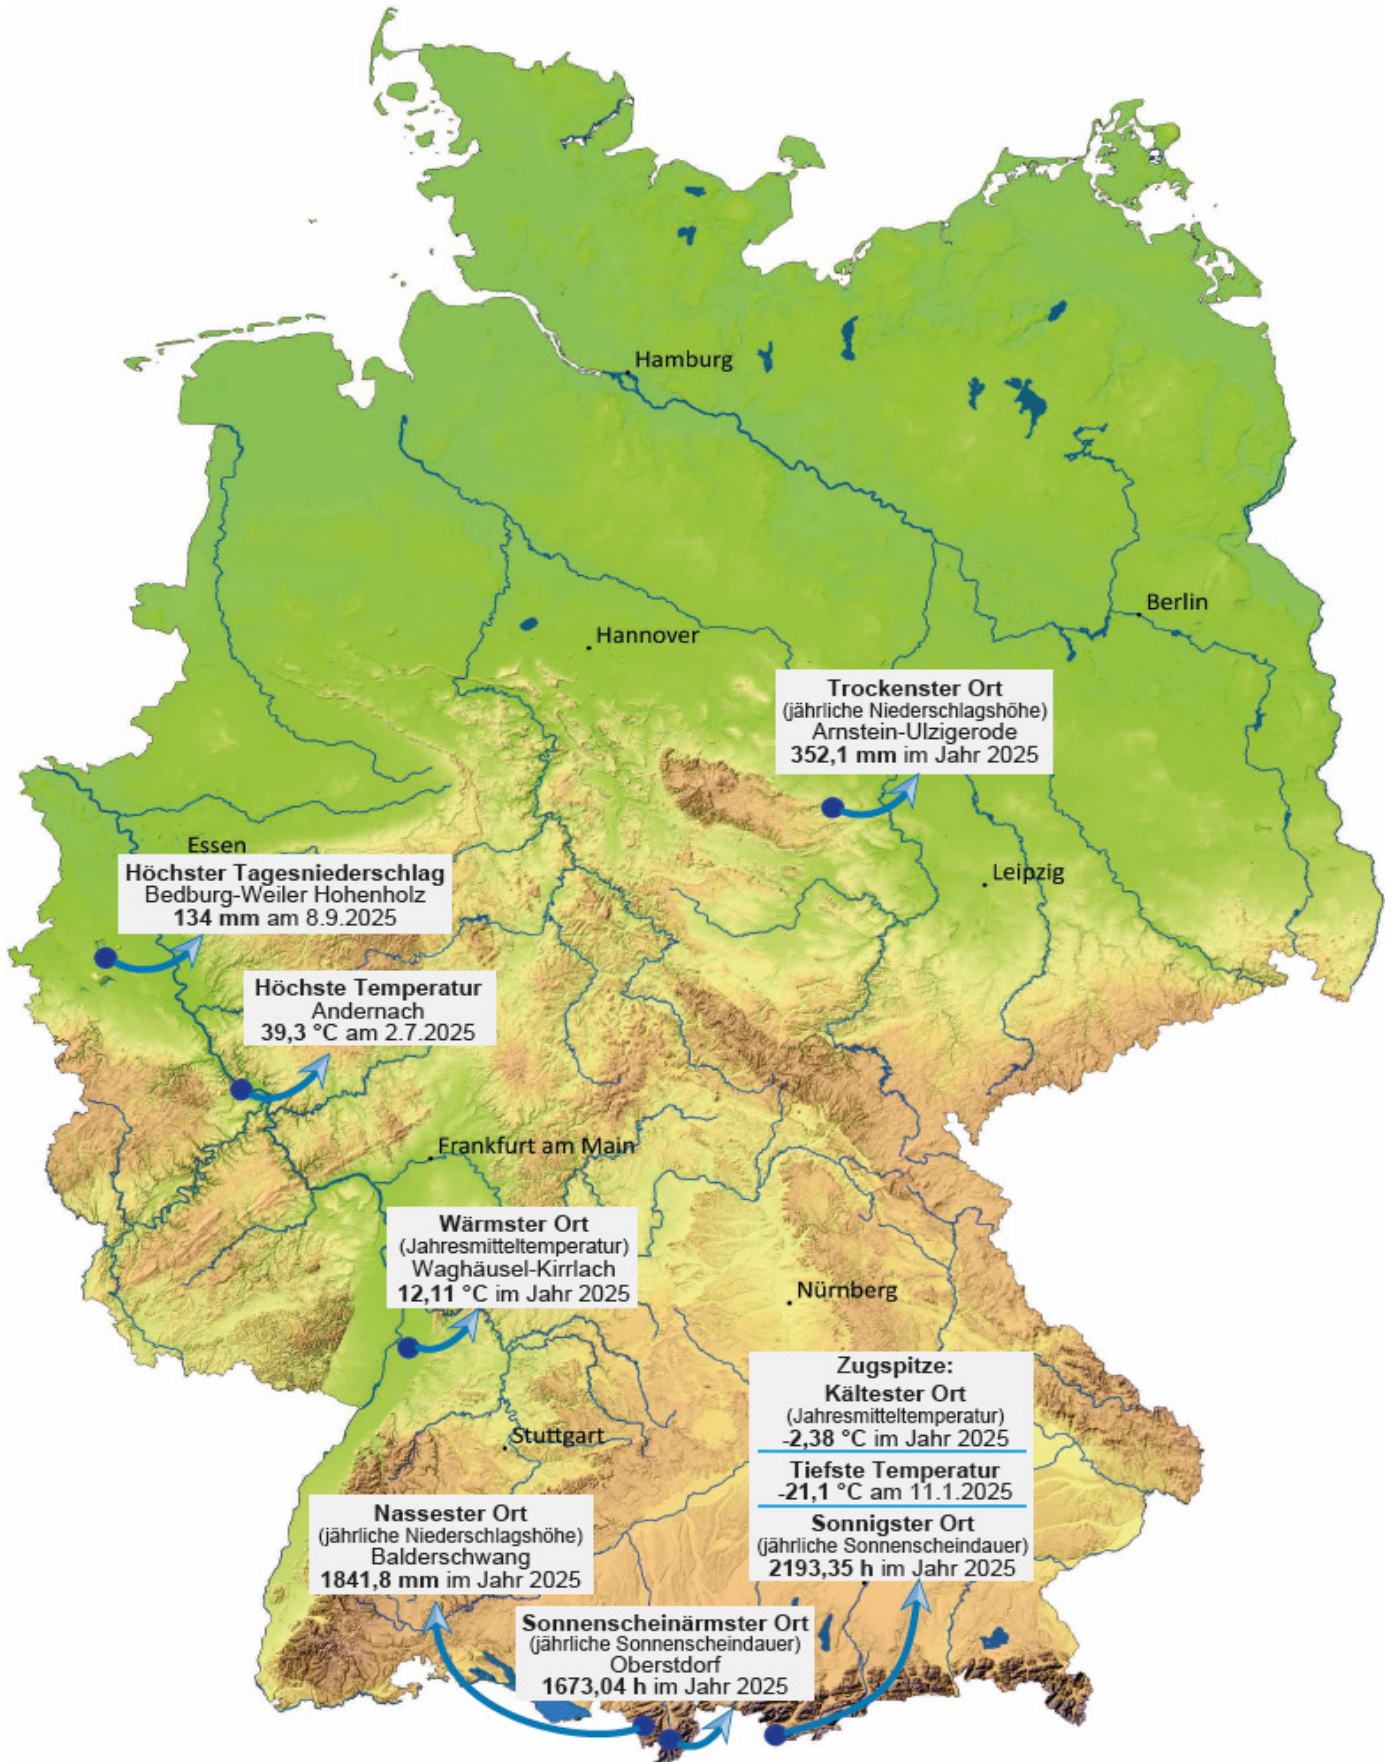 Hamburg
Berlin
Hannover
Trockenster Ort
(jährliche Niederschlagshöhe)
Arnstein-Ulzigerode
352,1 mm im Jahr 2025
Essen
Höchster Tagesniederschlag
Bedburg-Weiler Hohenholz
134 mm am 8.9.2025
Leipzig
Höchste Temperatur
Andernach
39,3 °C am 2.7.2025
Frankfurt am Main
Wärmster Ort
(Jahresmitteltemperatur)
Waghäusel-Kirrlach
12,11 °C im Jahr 2025
Nürnberg
Zugspitze:
Kältester Ort
(Jahresmitteltemperatur)
-2,38 °C im Jahr 2025
Tiefste Temperatur
-21,1 °C am 11.1.2025
Sonnigster Ort
(jährliche Sonnenscheindauer)
2193,35 h im Jahr 2025
Stuttgart
Nassester Ort
(jährliche Niederschlagshöhe)
Balderschwang
1841,8 mm im Jahr 2025
Sonnenscheinärmster Ort
(jährliche Sonnenscheindauer)
Oberstdorf
1673,04 h im Jahr 2025